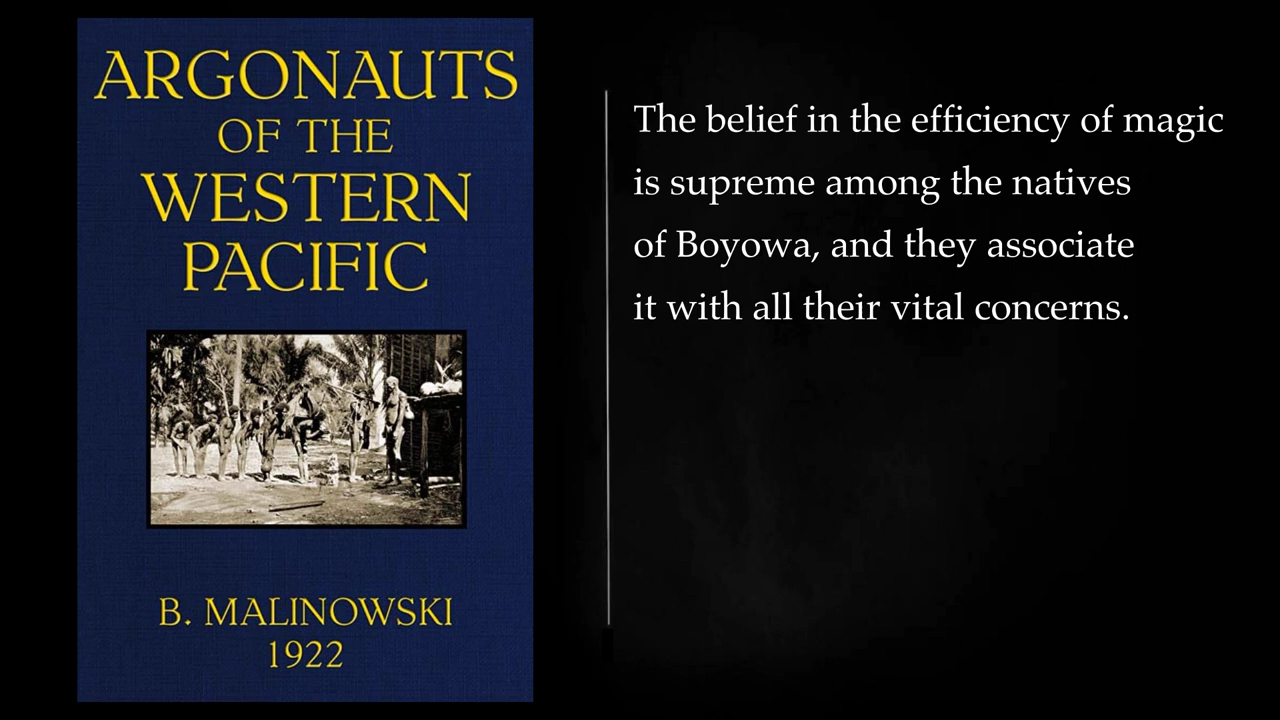 ARGONAUTS
OF THE
WESTERN
PACIFIC
B. MALINOWSKI
1922
The belief in the efficiency of magic
is supreme among the natives
of Boyowa, and they associate
it with all their vital concerns.